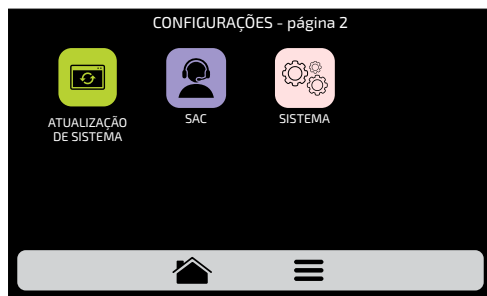 CONFIGURAÇÕES - página 2
ATUALIZAÇÃO
DE SISTEMA
SAC
SISTEMA